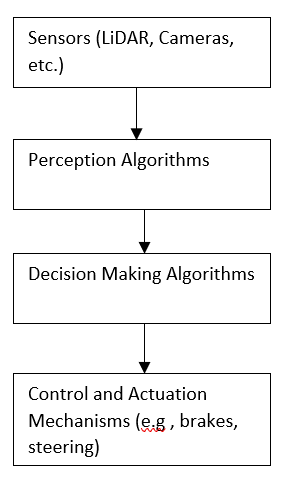 Sensors (LiDAR, Cameras,
etc.)
Perception Algorithms
Decision Making Algorithms
Control and Actuation
Mechanisms (e.g , brakes,
steering)